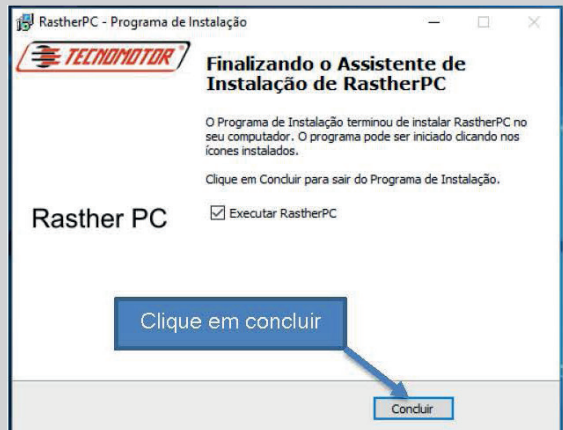 RastherPC - Programa de Instalação
TECNOMOTOR
Finalizando o Assistente de
Instalação de RastherPC
O Programa de Instalação terminou de instalar RastherPC no
seu computador. O programa pode ser iniciado clicando nos
ícones instalados.
Clique em Concluir para sair do Programa de Instalação.
Rasther PC
Executar RastherPC
Clique em concluir
Concluir